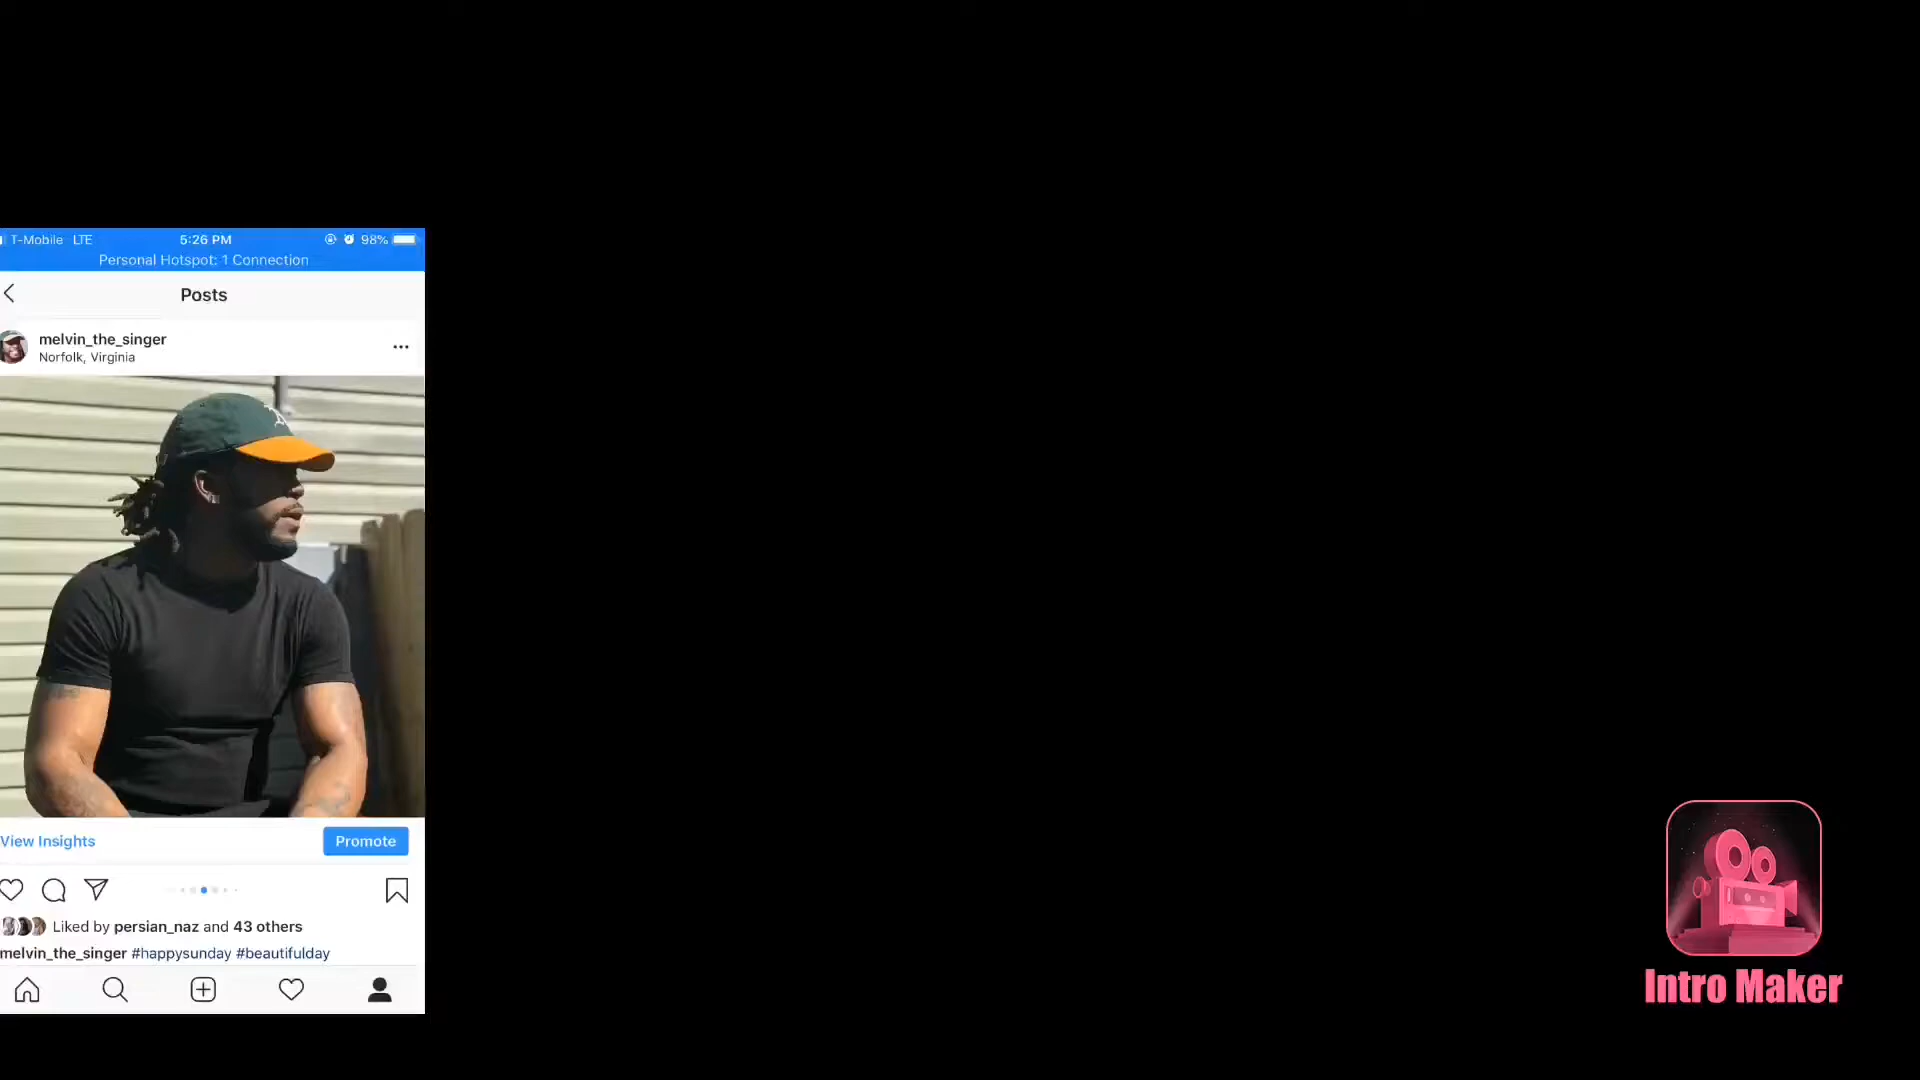 T-Mobile LTE 5:26 PM 98%
Personal Hotspot: 1 Connection
Posts
melvin_the_singer
Norfolk, Virginia
View Insights
Promote
Liked by persian_naz and 43 others
melvin_the_singer #happysunday #beautifulday
Intro Maker